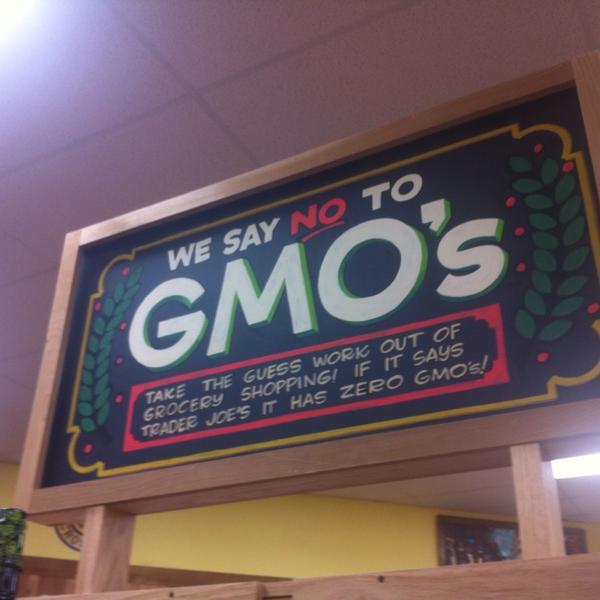 WE SAY NO TO
GMO's
TAKE THE GUESS WORK OUT OF
GROCERY SHOPPING! IF IT SAYS
TRADER JOE'S IT HAS ZERO GMO's!